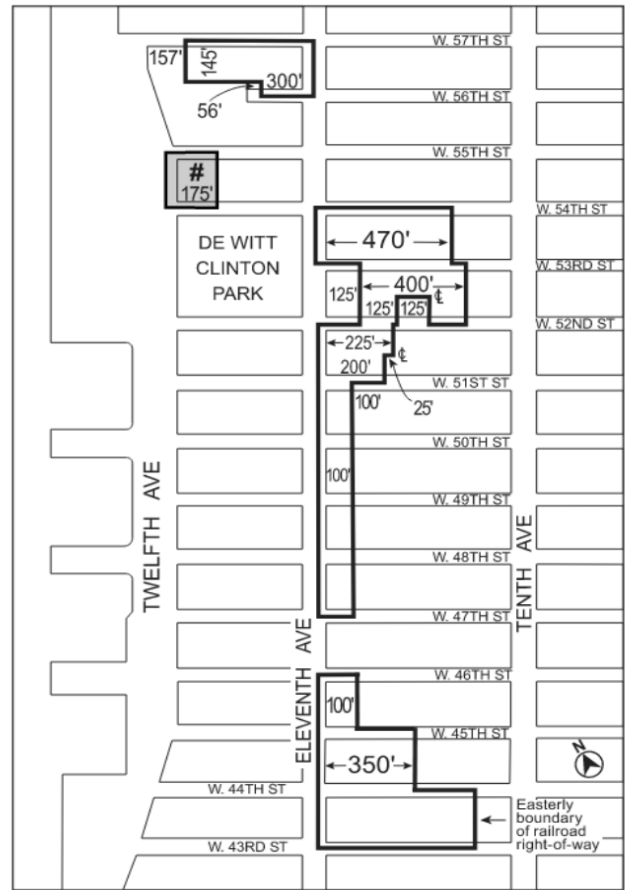 W. 57TH ST
157'
145'
300'
56'
W. 56TH ST
W. 55TH ST
#
175'
W. 54TH ST
DE WITT
CLINTON
PARK
470'
W. 53RD ST
125'
400'
125'
125'
℄
W. 52ND ST
225'
200'
℄
W. 51ST ST
100'
25'
W. 50TH ST
100'
W. 49TH ST
TWELFTH AVE
TENTH AVE
W. 48TH ST
W. 47TH ST
ELEVENTH AVE
W. 46TH ST
100'
W. 45TH ST
N
350'
W. 44TH ST
Easterly
boundary
of railroad
right-of-way
W. 43RD ST